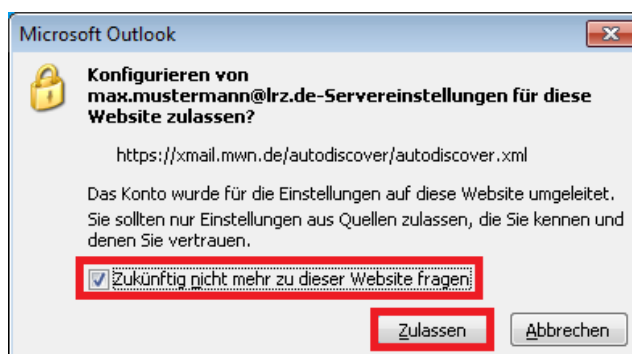 Microsoft Outlook
Konfigurieren von
max.mustermann@lrz.de-Servereinstellungen für diese
Website zulassen?
https://xmail.mwn.de/autodiscover/autodiscover.xml
Das Konto wurde für die Einstellungen auf diese Website umgeleitet.
Sie sollten nur Einstellungen aus Quellen zulassen, die Sie kennen und
denen Sie vertrauen.
Zukünftig nicht mehr zu dieser Website fragen
Zulassen
Abbrechen